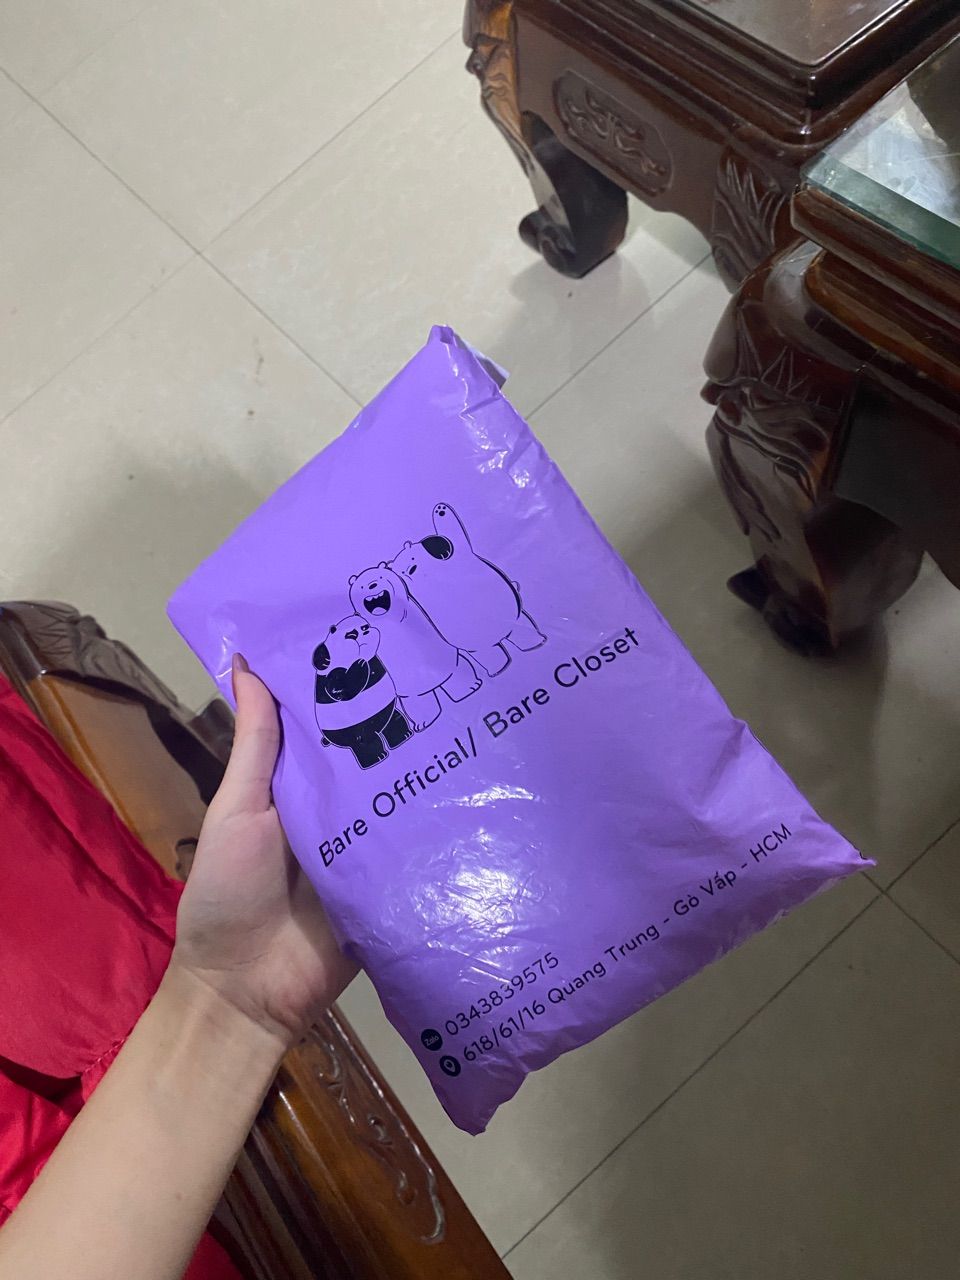 Bare Official/ Bare Closet
Zalo 0343839575
618/61/16 Quang Trung - Gò Vấp - HCM